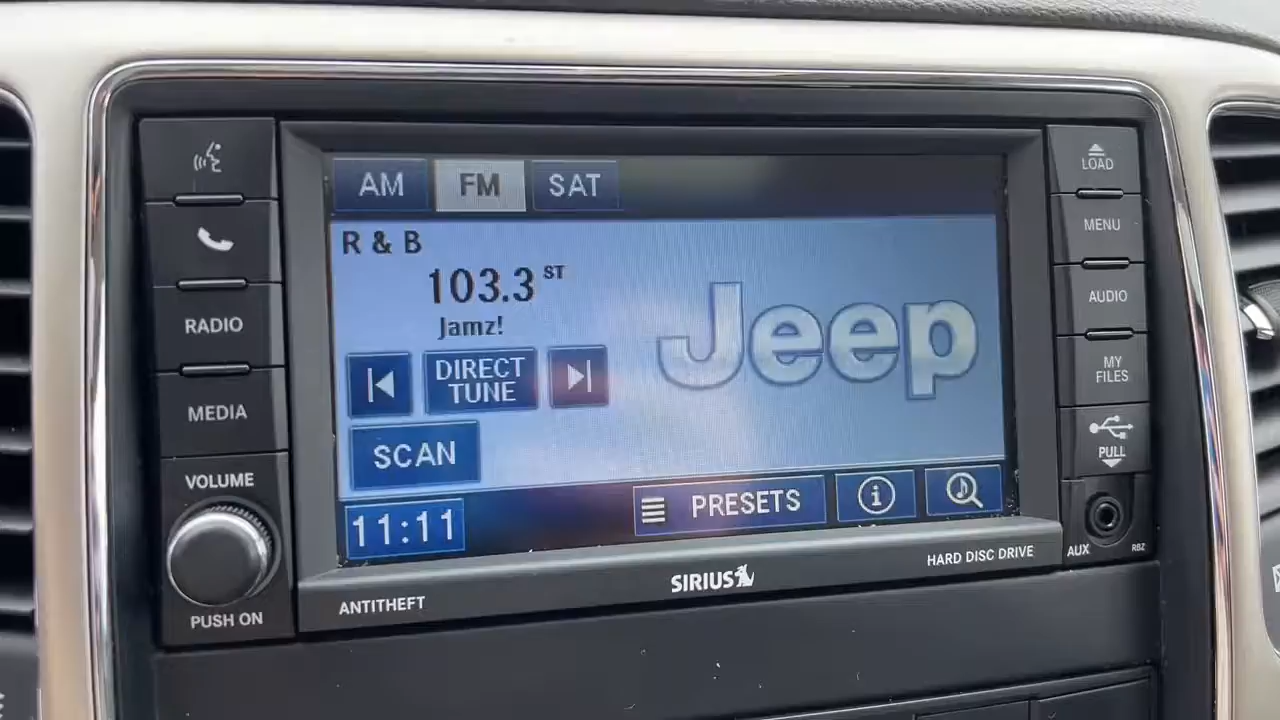 AM FM SAT
R & B
103.3 ST
Jamz!
DIRECT
TUNE
SCAN
Jeep
11:11
PRESETS
i
RADIO
MEDIA
VOLUME
PUSH ON
LOAD
MENU
AUDIO
MY
FILES
PULL
AUX RBZ
ANTITHEFT
SIRIUS
HARD DISC DRIVE